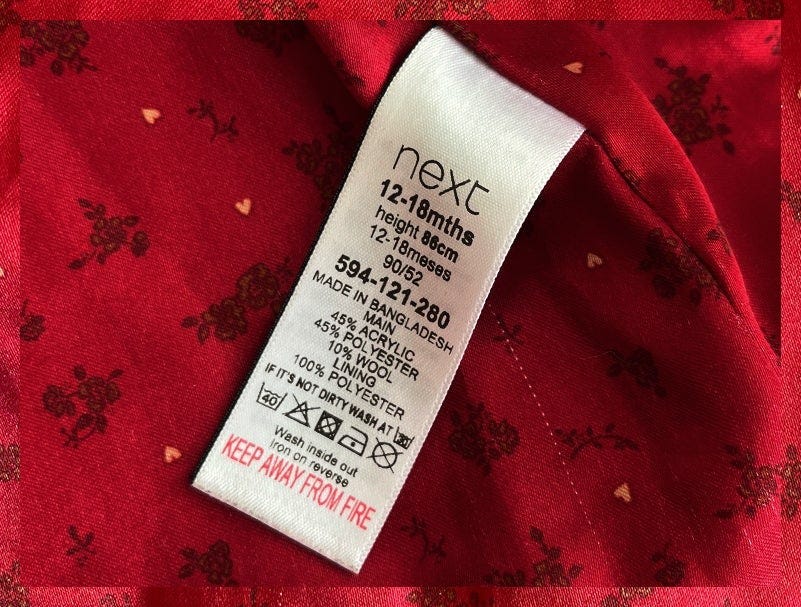 next
12-18mths
height 86cm
12-18meses
90/52
594-121-280
MADE IN BANGLADESH
MAIN
45% ACRYLIC
45% POLYESTER
10% WOOL
LINING
100% POLYESTER
IF IT'S NOT DIRTY WASH AT 30
40
Wash inside out
Iron on reverse
KEEP AWAY FROM FIRE